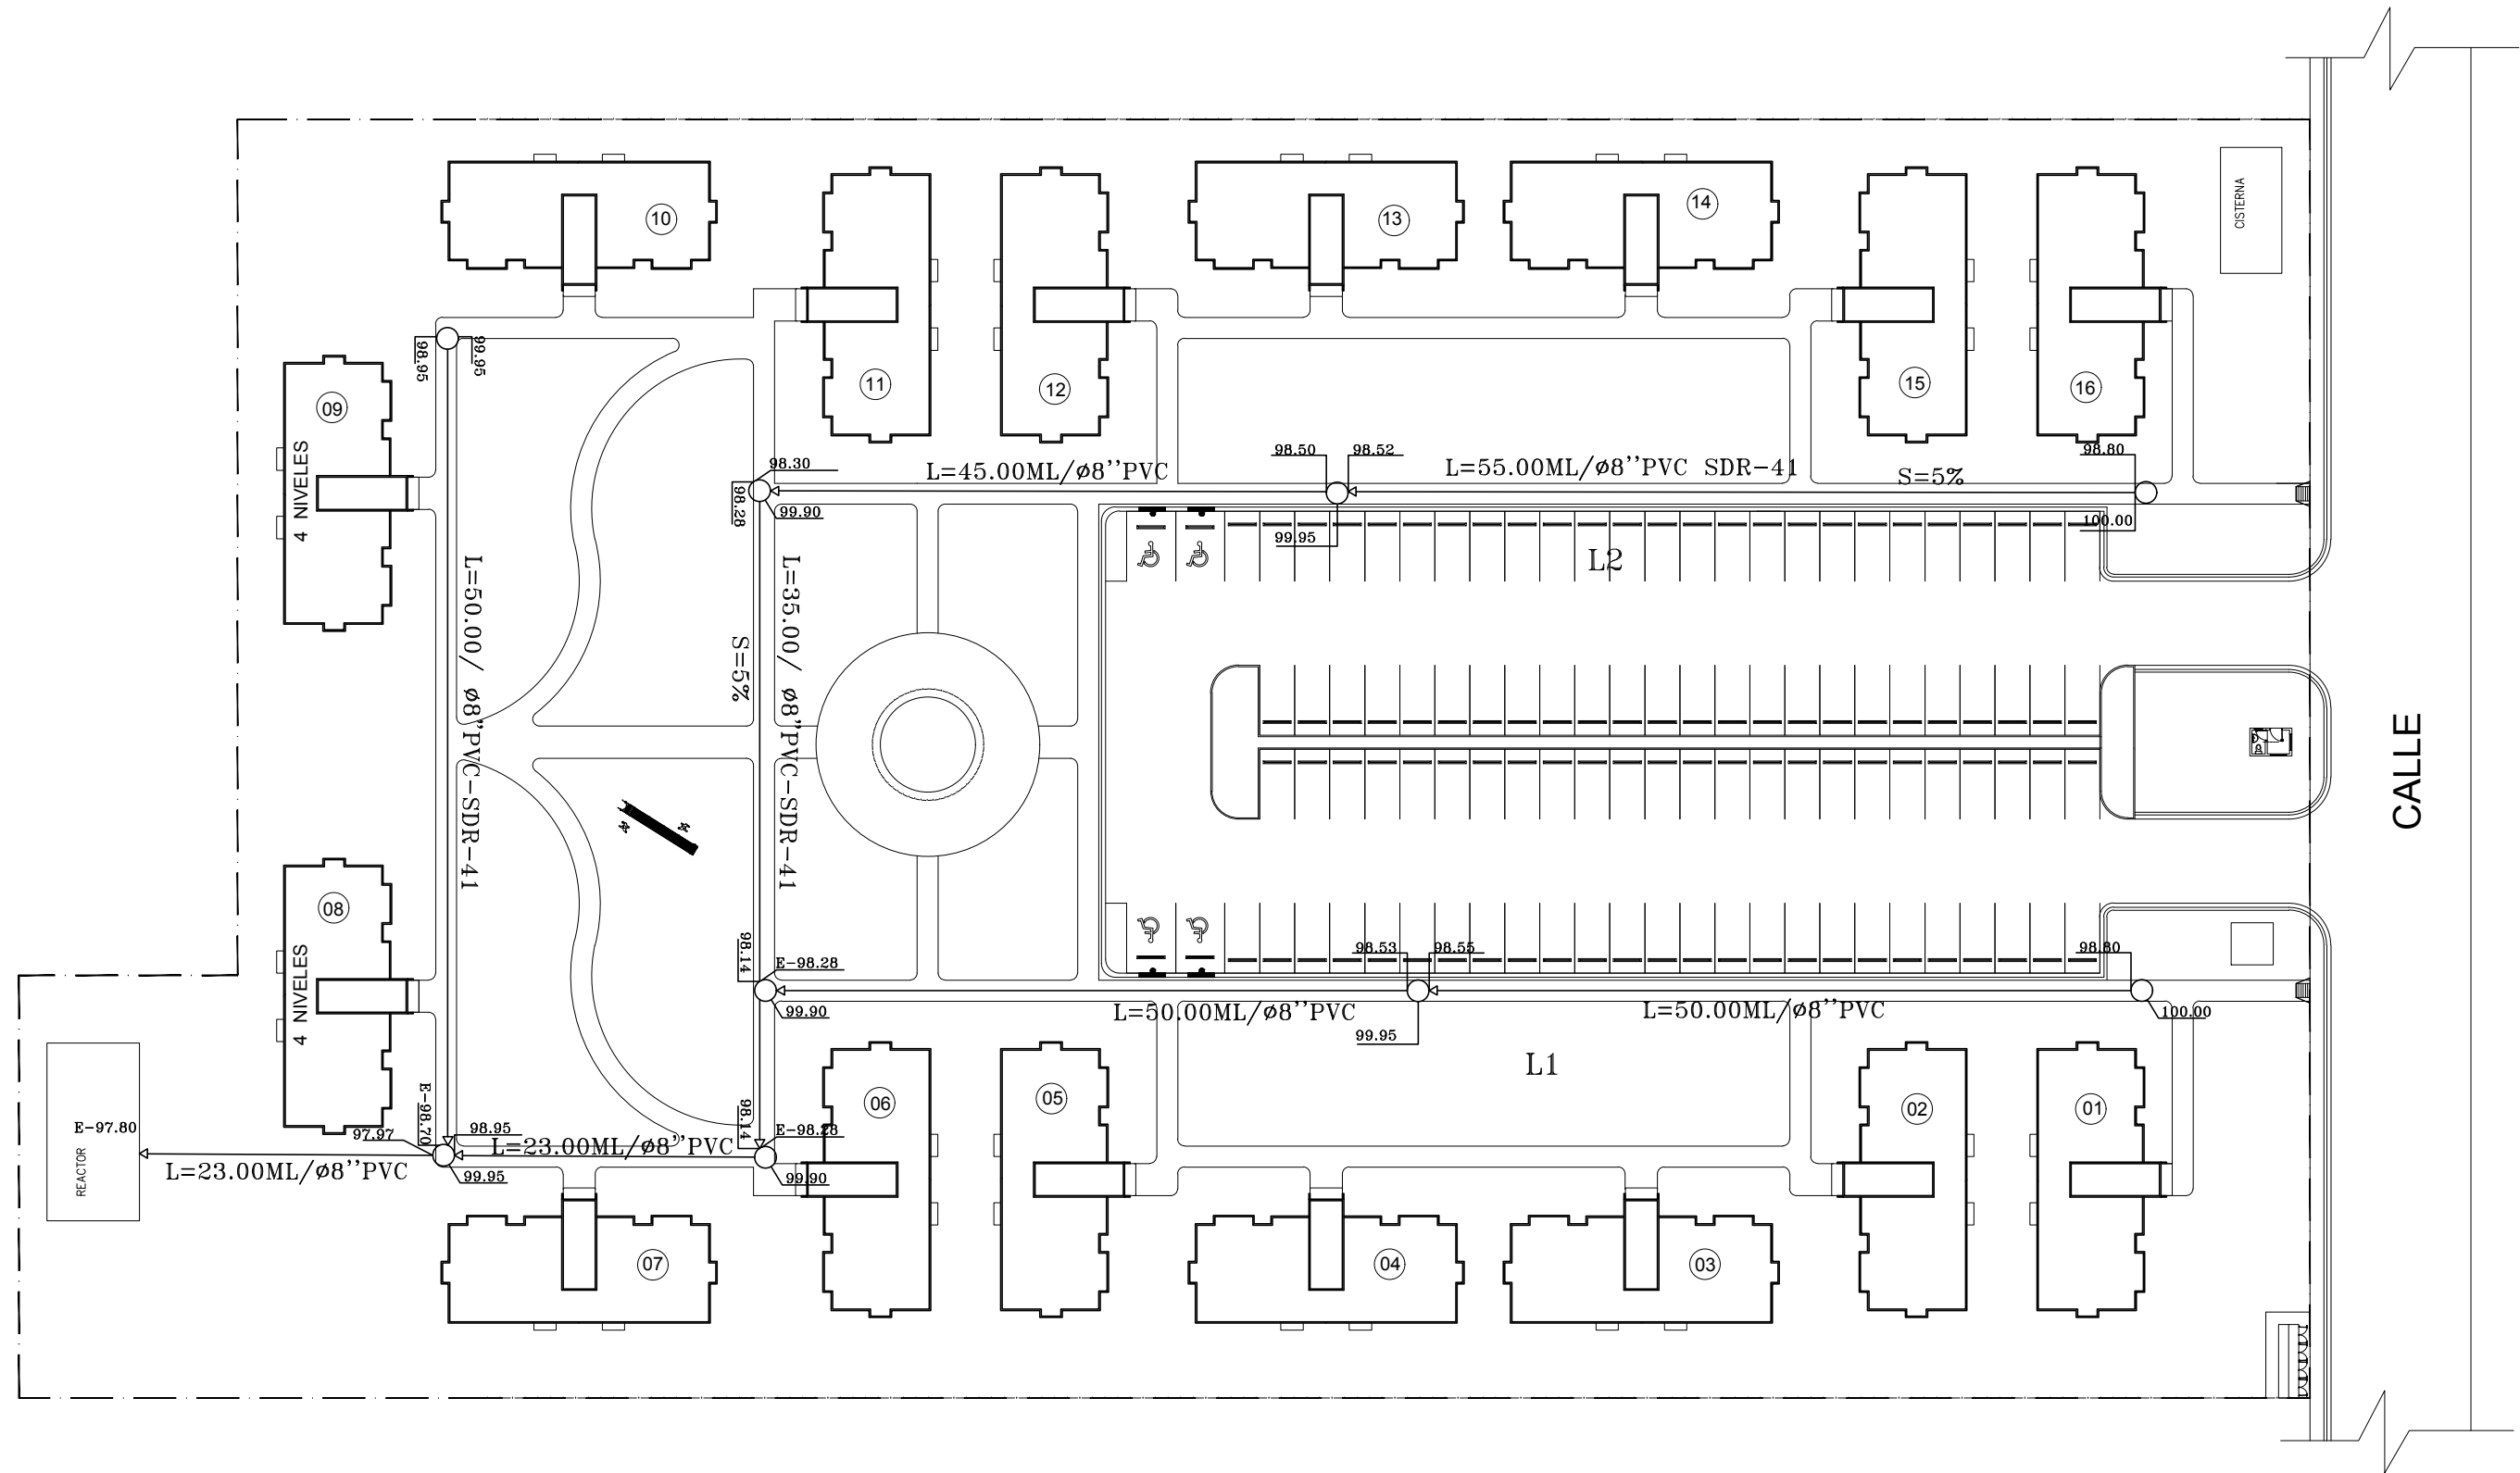 10
11
12
13
14
15
16
CISTERNA
98.95
99.95
09
4 NIVELES
98.30
98.28
99.90
L=45.00ML/ø8''PVC
98.50
98.52
99.95
L=55.00ML/ø8''PVC SDR-41
S=5%
98.80
100.00
L2
L=50.00/ ø8"PVC-SDR-41
S=5%
L=35.00/ ø8"PVC-SDR-41
CALLE
08
4 NIVELES
98.14
E-98.28
99.90
98.53
98.55
99.95
L=50.00ML/ø8''PVC
L=50.00ML/ø8''PVC
98.80
100.00
L1
REACTOR
E-97.80
L=23.00ML/ø8''PVC
97.97
E-98.70
98.95
99.95
L=23.00ML/ø8"PVC
98.14
E-98.28
99.90
07
06
05
04
03
02
01